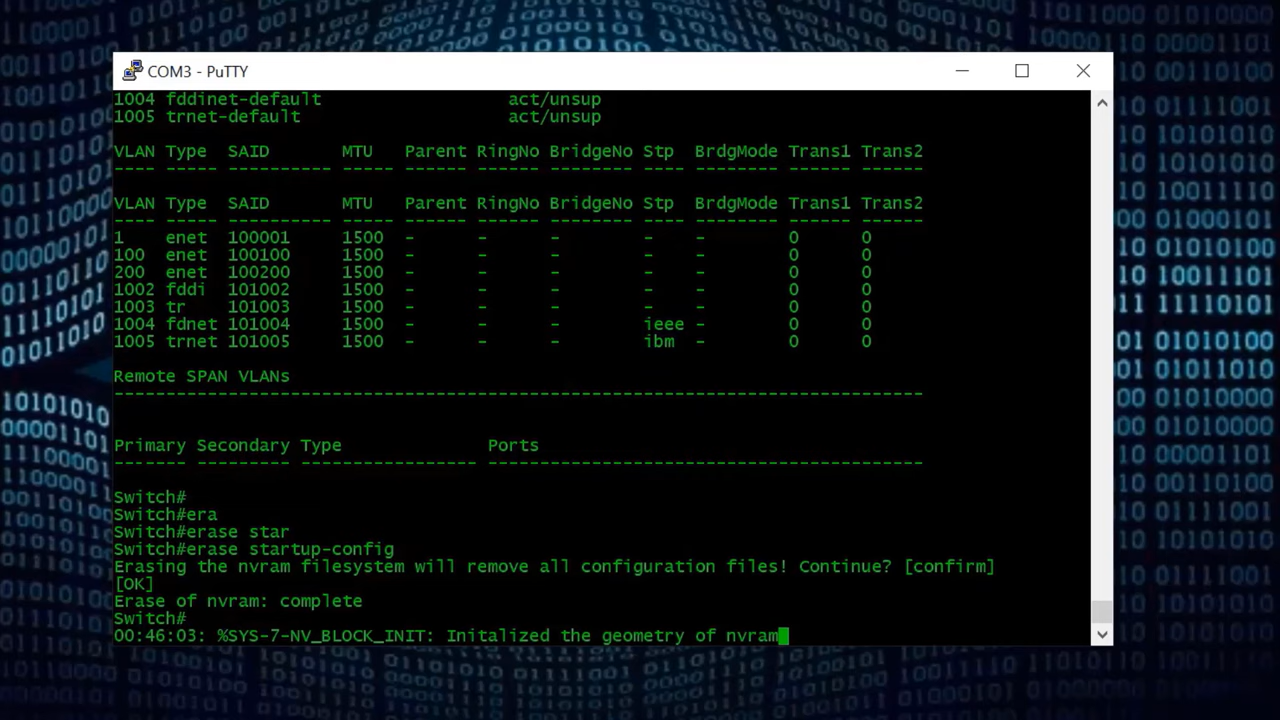 COM3 - PuTTY
1004 fddinet-default                  act/unsup
1005 trnet-default                    act/unsup
VLAN Type  SAID       MTU   Parent RingNo BridgeNo Stp  BrdgMode Trans1 Trans2
---- ----- ---------- ----- ------ ------ -------- ---- -------- ------ ------
VLAN Type  SAID       MTU   Parent RingNo BridgeNo Stp  BrdgMode Trans1 Trans2
---- ----- ---------- ----- ------ ------ -------- ---- -------- ------ ------
1    enet  100001     1500  -      -      -        -    -        0      0
100  enet  100100     1500  -      -      -        -    -        0      0
200  enet  100200     1500  -      -      -        -    -        0      0
1002 fddi  101002     1500  -      -      -        -    -        0      0
1003 tr    101003     1500  -      -      -        -    -        0      0
1004 fdnet 101004     1500  -      -      -        ieee -        0      0
1005 trnet 101005     1500  -      -      -        ibm  -        0      0
Remote SPAN VLANs
------------------------------------------------------------------------------
Primary Secondary Type              Ports
------- --------- ----------------- ------------------------------------------
Switch#
Switch#era
Switch#erase star
Switch#erase startup-config
Erasing the nvram filesystem will remove all configuration files! Continue? [confirm]
[OK]
Erase of nvram: complete
Switch#
00:46:03: %SYS-7-NV_BLOCK_INIT: Initalized the geometry of nvram